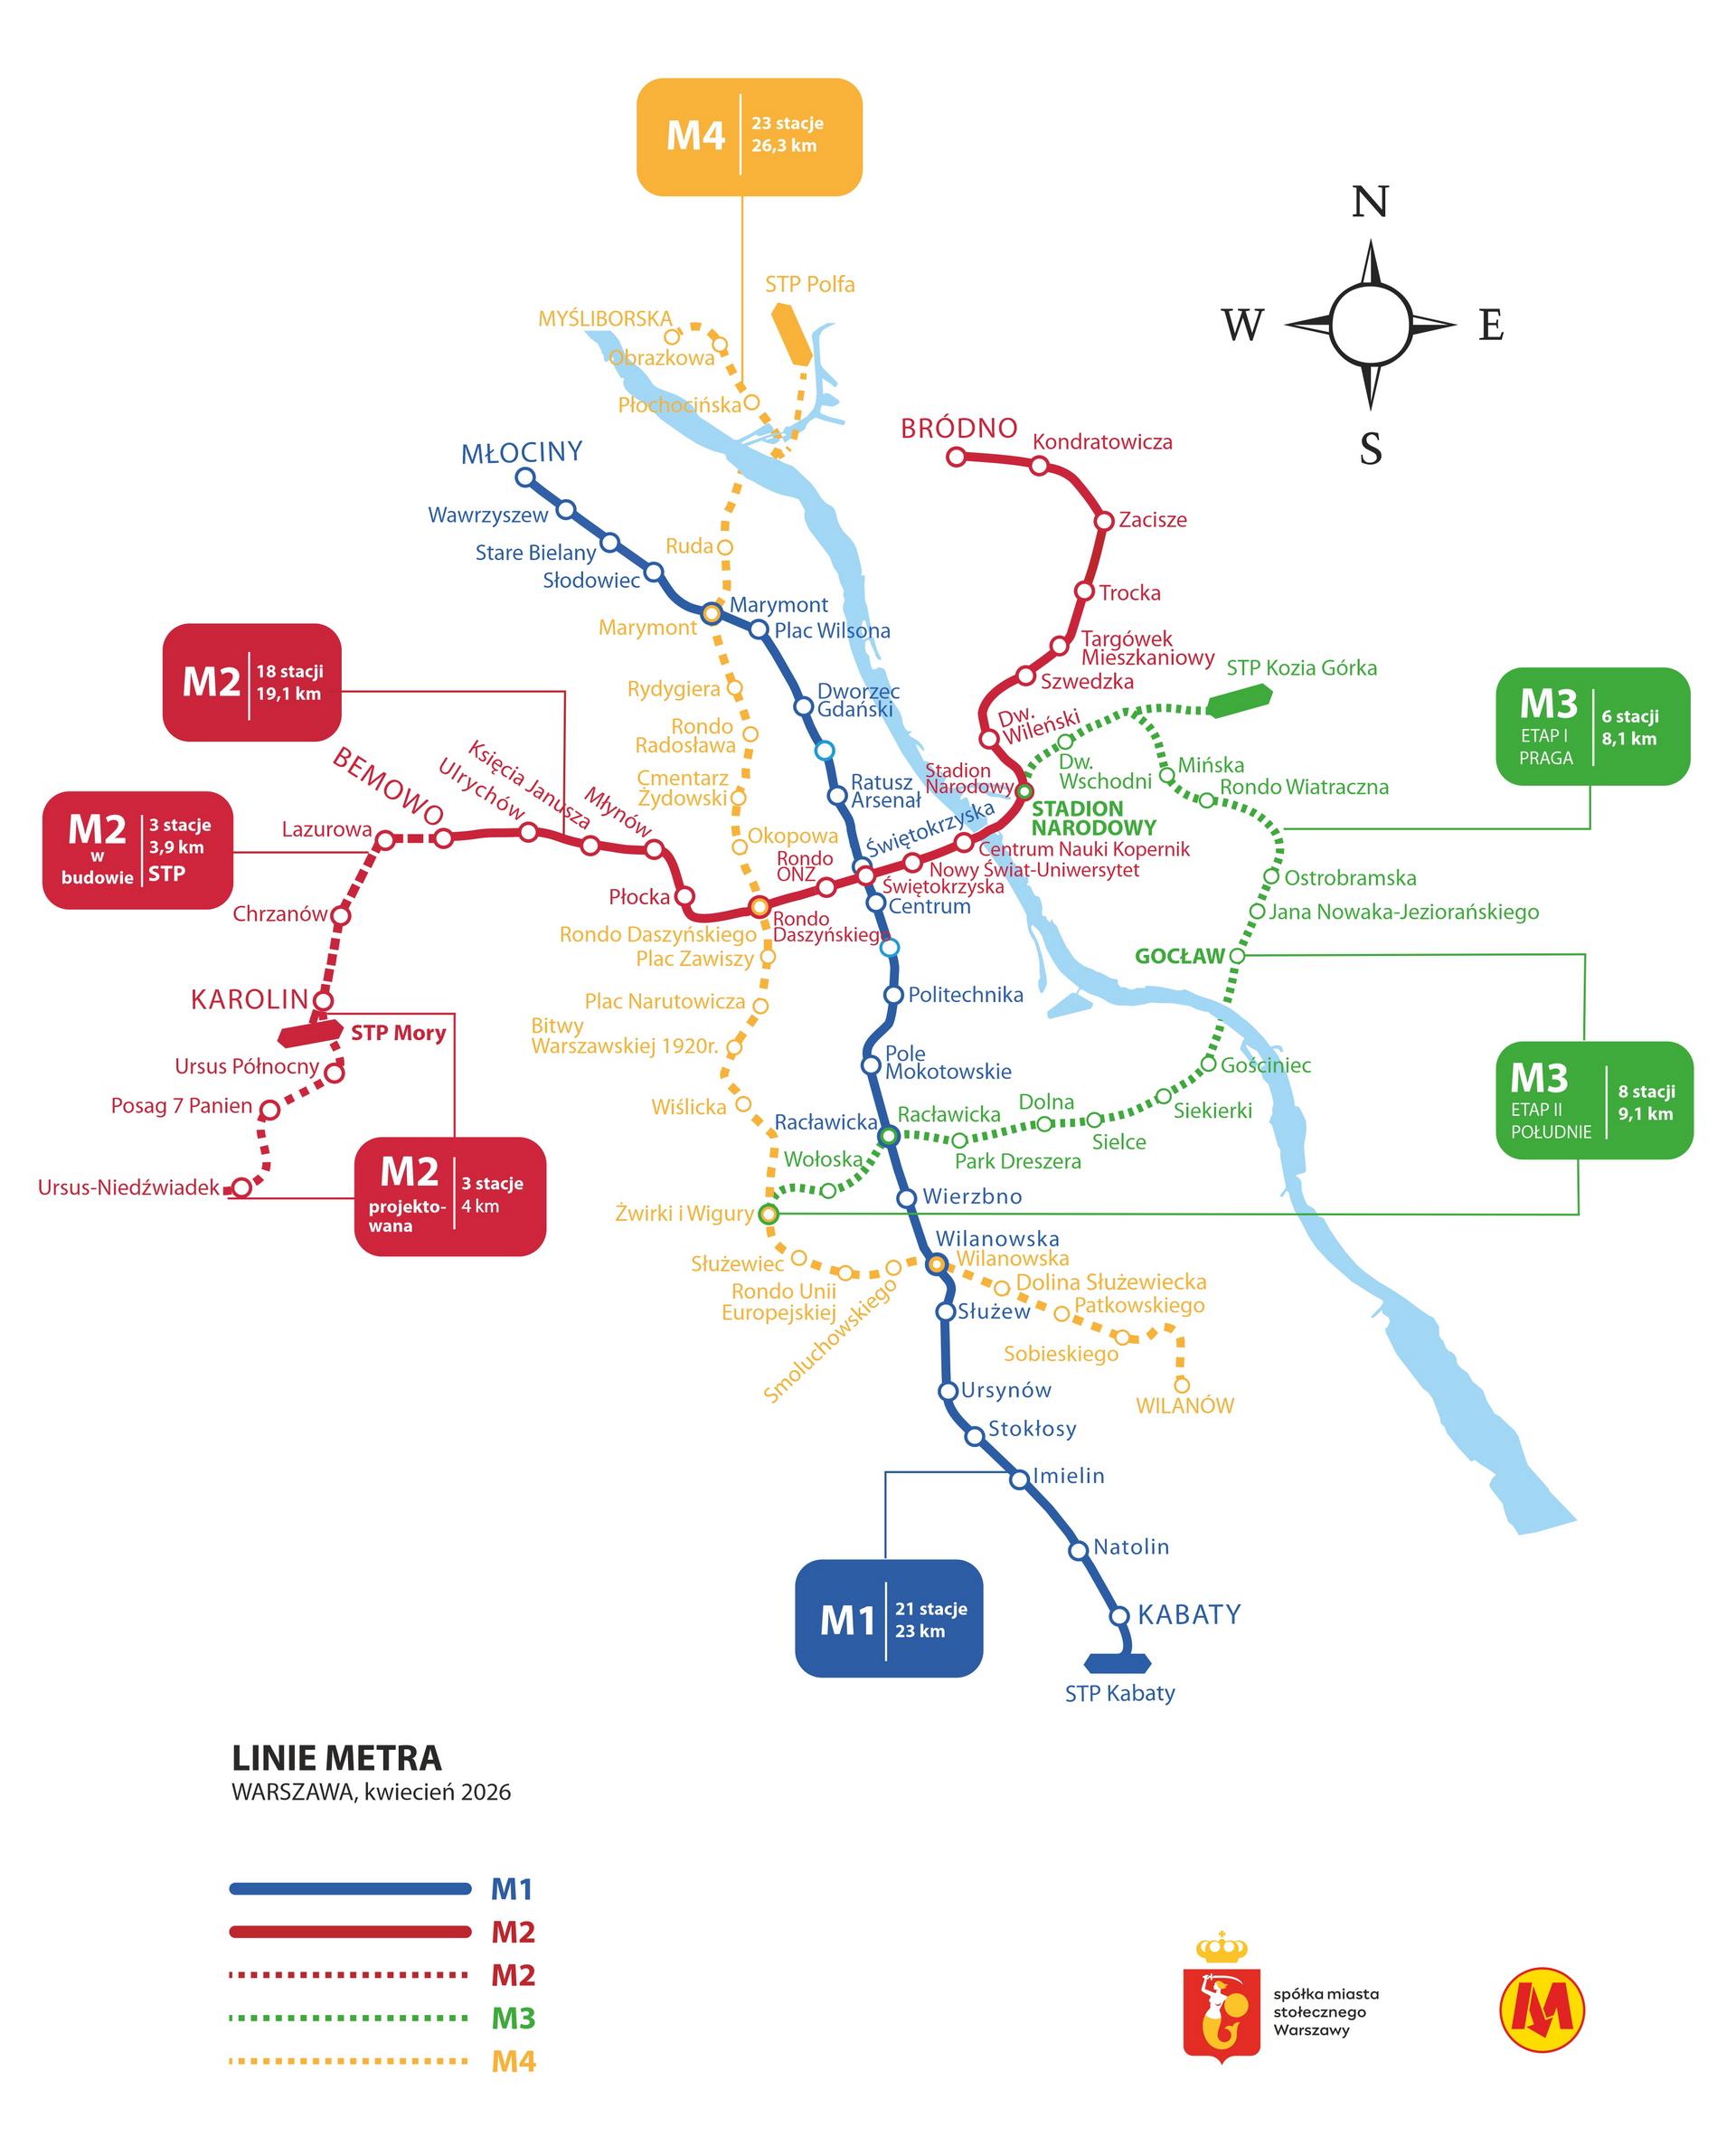 M4
23 stacje
26,3 km
N
W
E
S
STP Polfa
MYŚLIBORSKA
Obrazkowa
Płochocińska
BRÓDNO
Kondratowicza
MŁOCINY
Wawrzyszew
Stare Bielany
Słodowiec
Zacisze
Ruda
Trocka
Marymont
Marymont
Plac Wilsona
Targówek
Mieszkaniowy
Szwedzka
STP Kozia Górka
M2
18 stacji
19,1 km
M3
ETAP I
PRAGA
6 stacji
8,1 km
Rydygiera
Dworzec
Gdański
Dw.
Wileński
Rondo
Radosława
Dw.
Wschodni
Mińska
Rondo Wiatraczna
Cmentarz
Żydowski
Ratusz
Arsenał
Stadion
Narodowy
STADION
NARODOWY
BEMOWO
Ulrychów
Księcia Janusza
Młynów
Lazurowa
M2
w
budowie
3 stacje
3,9 km
STP
Okopowa
Świętokrzyska
Rondo
ONZ
Centrum Nauki Kopernik
Nowy Świat-Uniwersytet
Świętokrzyska
Centrum
Płocka
Rondo
Daszyńskiego
Rondo Daszyńskiego
Plac Zawiszy
Ostrobramska
Jana Nowaka-Jeziorańskiego
Chrzanów
GOCŁAW
KAROLIN
Plac Narutowicza
Politechnika
STP Mory
Bitwy
Warszawskiej 1920r.
Pole
Mokotowskie
Ursus Północny
Gościniec
M3
ETAP II
POŁUDNIE
8 stacji
9,1 km
Posag 7 Panien
Wiślicka
Racławicka
Racławicka
Dolna
Siekierki
Sielce
Park Dreszera
Wołoska
M2
projekto-
wana
3 stacje
4 km
Ursus-Niedźwiadek
Wierzbno
Żwirki i Wigury
Wilanowska
Wilanowska
Służewiec
Dolina Służewiecka
Rondo Unii
Europejskiej
Smoluchowskiego
Służew
Patkowskiego
Sobieskiego
WILANÓW
Ursynów
Stokłosy
Imielin
Natolin
M1
21 stacje
23 km
KABATY
STP Kabaty
LINIE METRA
WARSZAWA, kwiecień 2026
M1
M2
M2
M3
M4
spółka miasta
stołecznego
Warszawy
M